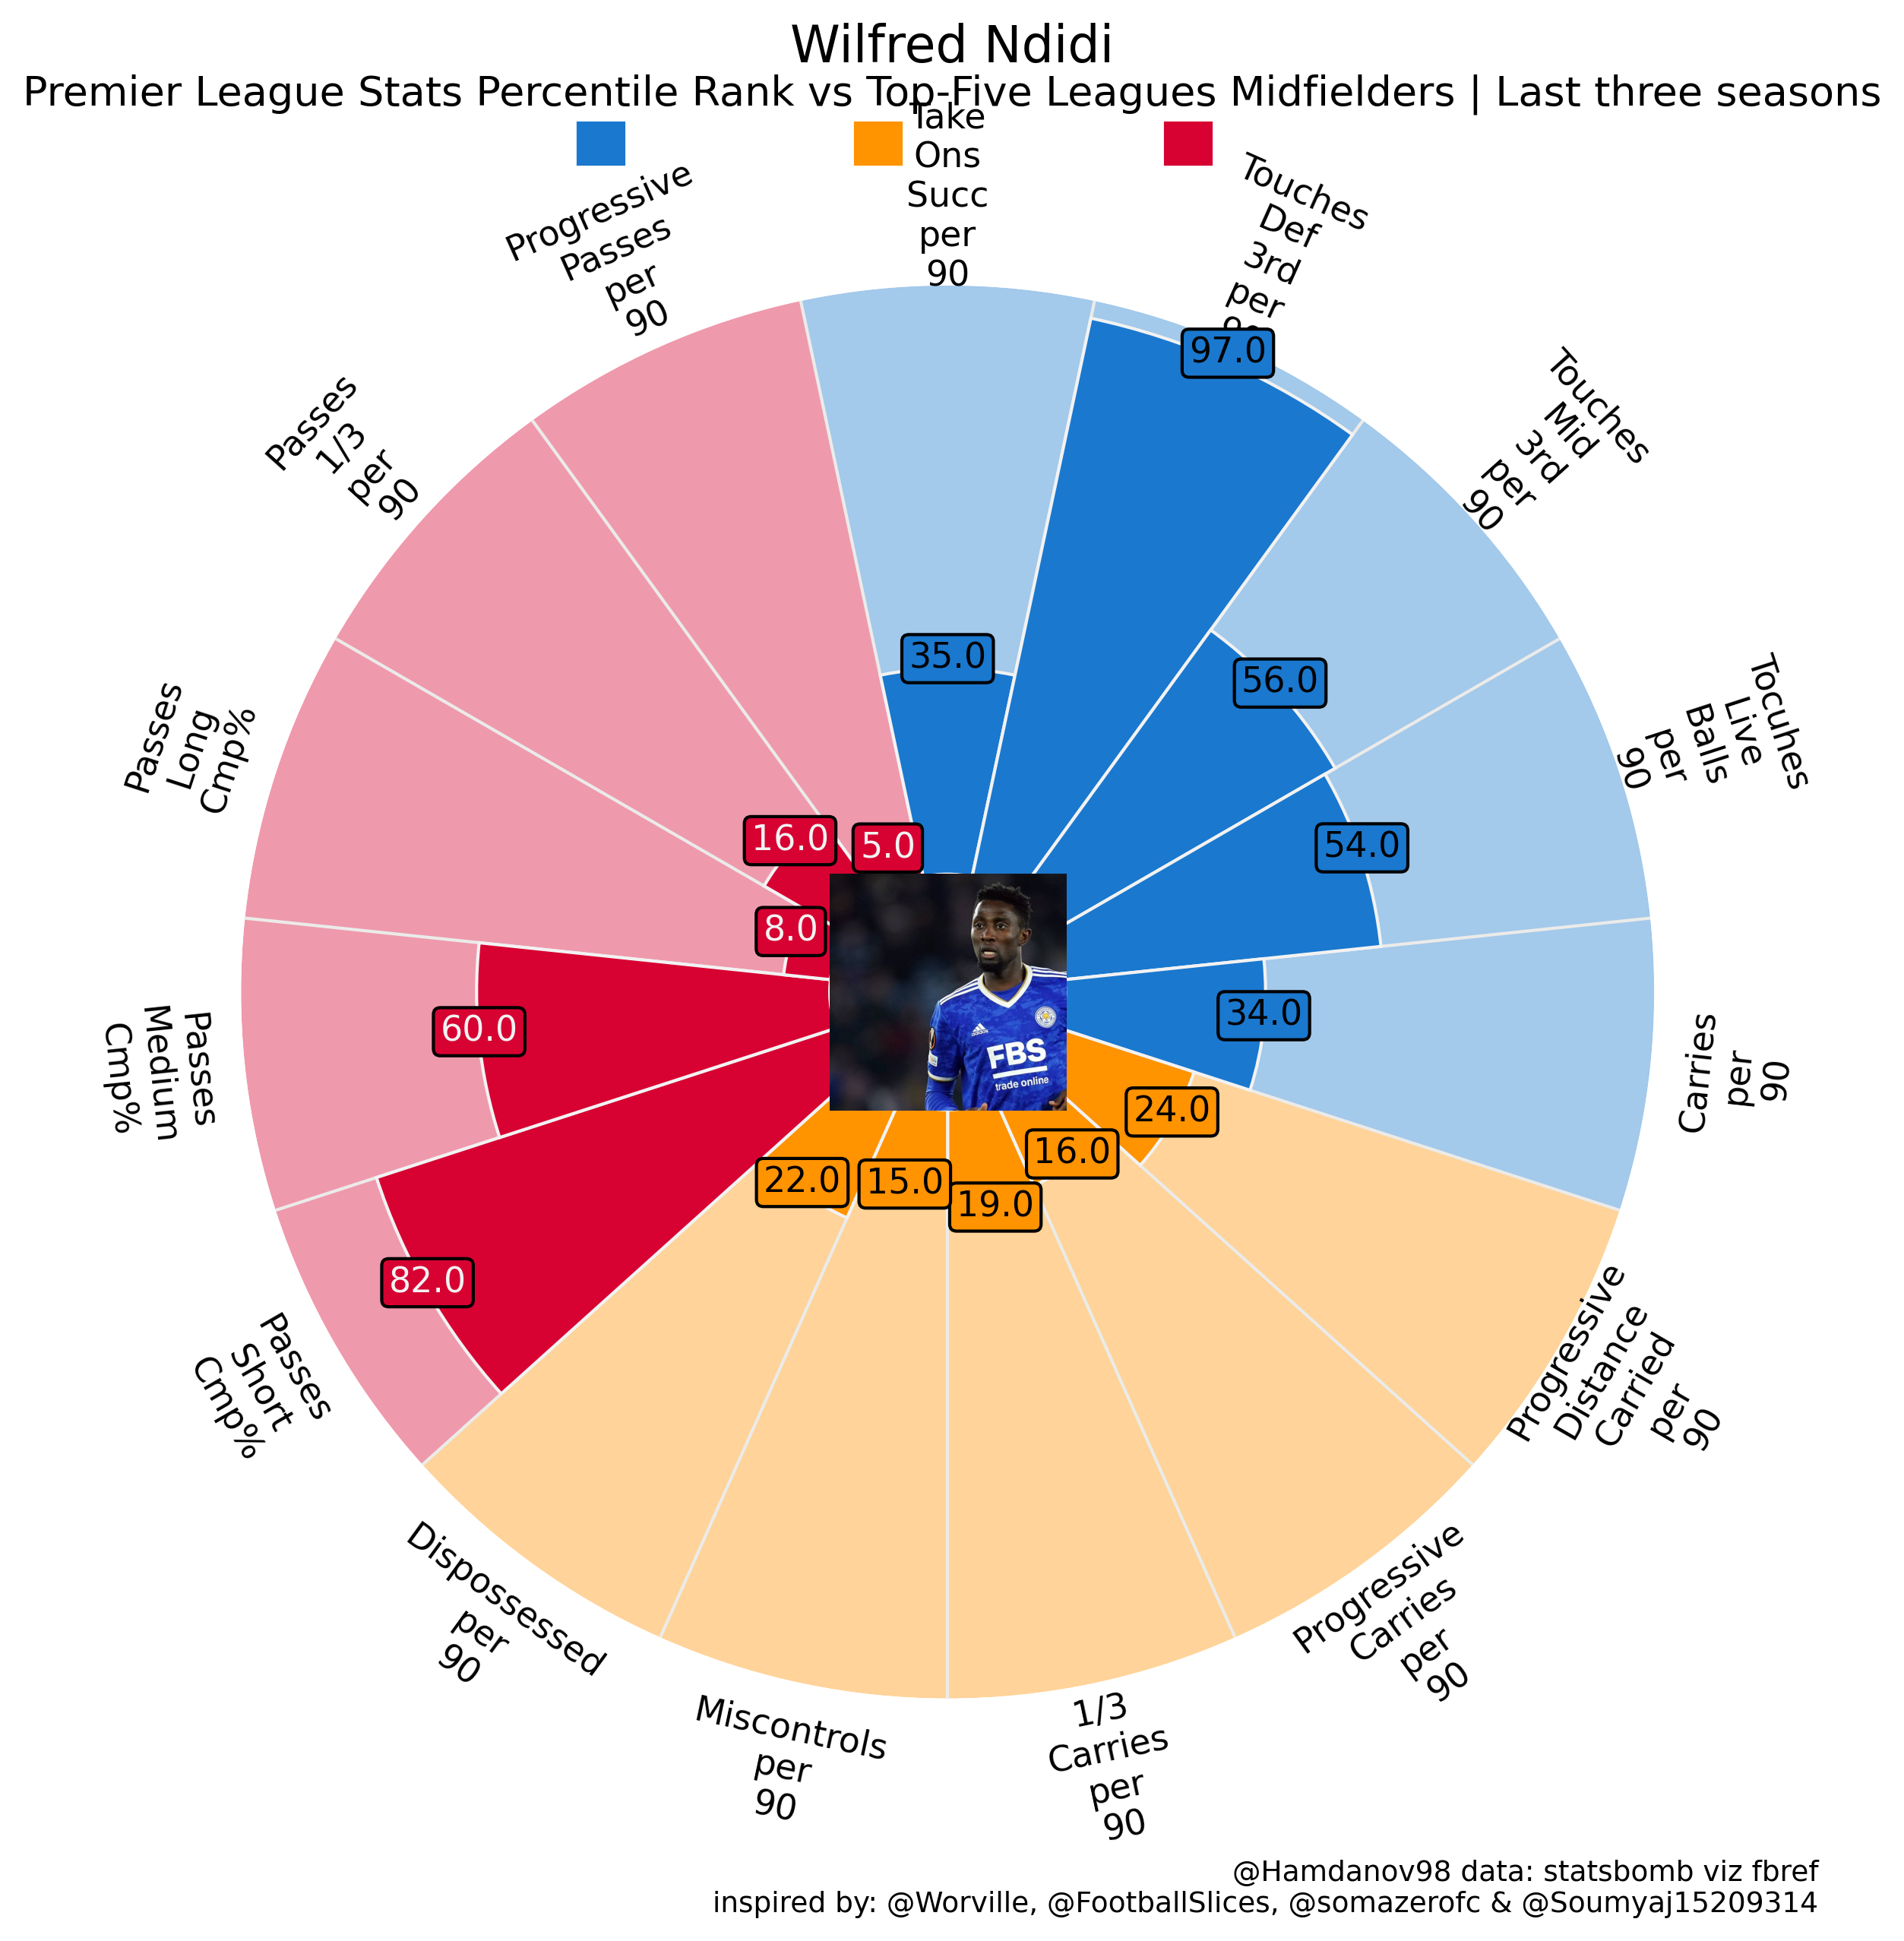 Wilfred Ndidi
Premier League Stats Percentile Rank vs Top-Five Leagues Midfielders | Last three seasons
Take
Ons
Succ
per
90
Touches
Def
3rd
per
90
Touches
Mid
3rd
per
90
Tocuhes
Live
Balls
per
90
Carries
per
90
Progressive
Distance
Carried
per
90
Progressive
Carries
per
90
1/3
Carries
per
90
Miscontrols
per
90
Dispossessed
per
90
Passes
Short
Cmp%
Passes
Medium
Cmp%
Passes
Long
Cmp%
Passes
1/3
per
90
Progressive
Passes
per
90
35.0
97.0
56.0
54.0
34.0
24.0
16.0
19.0
15.0
22.0
82.0
60.0
8.0
16.0
5.0
FBS
trade online
@Hamdanov98 data: statsbomb viz fbref
inspired by: @Worville, @FootballSlices, @somazerofc & @Soumyaj15209314